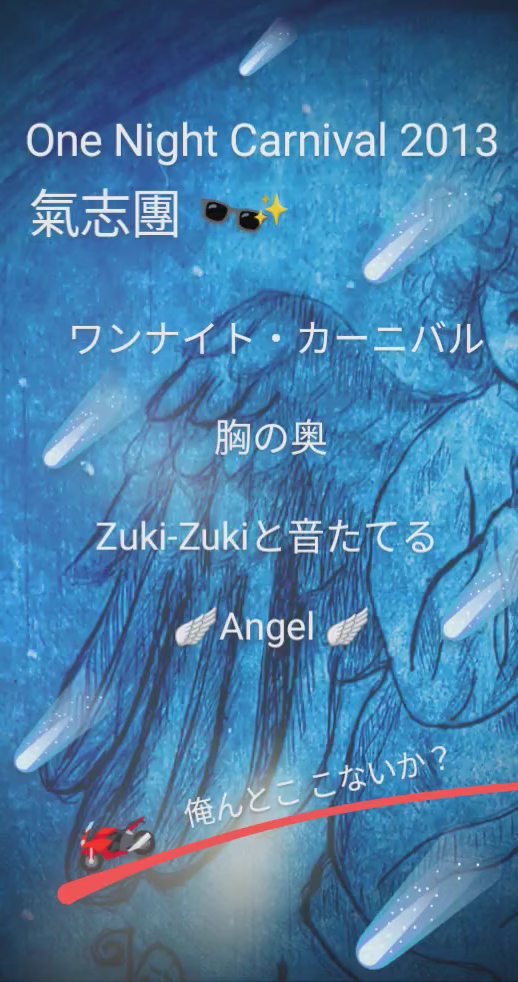 One Night Carnival 2013
氣志團 🕶✨
ワンナイト・カーニバル
胸の奥
Zuki-Zukiと音たてる
🪽Angel🪽
俺んとこ こないか？